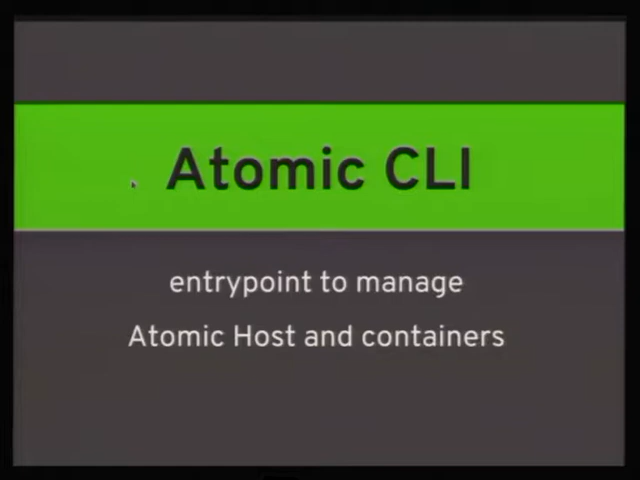 Atomic CLI
entrypoint to manage
Atomic Host and containers